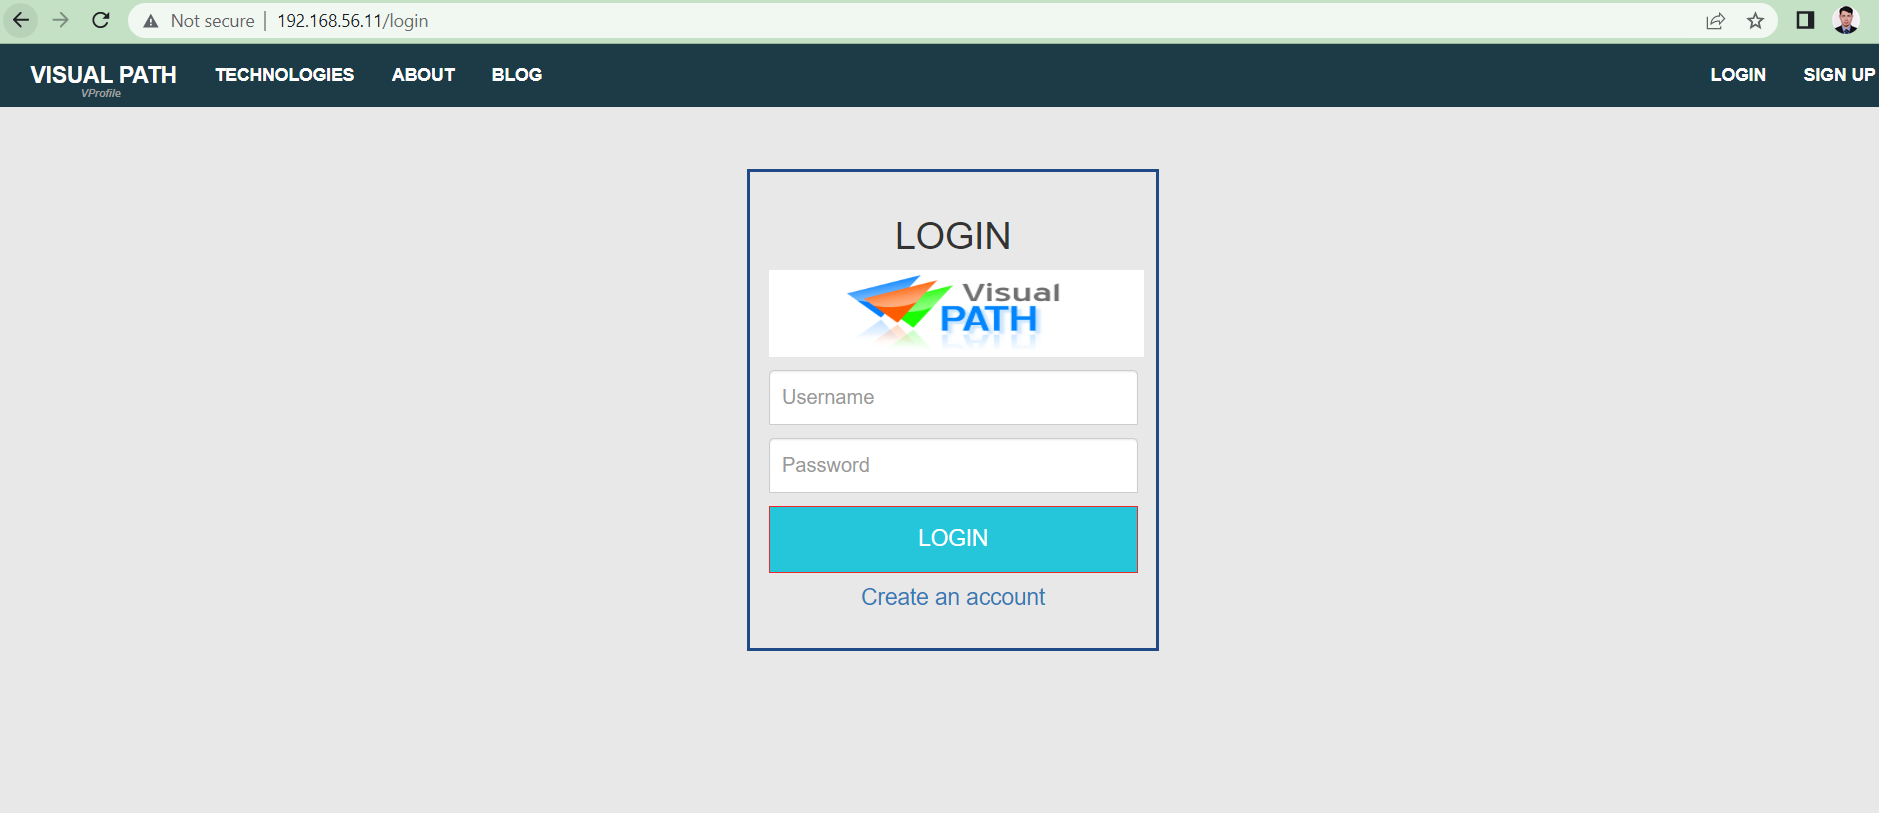 Not secure | 192.168.56.11/login
VISUAL PATH TECHNOLOGIES ABOUT BLOG LOGIN SIGN UP
VProfile
LOGIN
Visual
PATH
Username
Password
LOGIN
Create an account